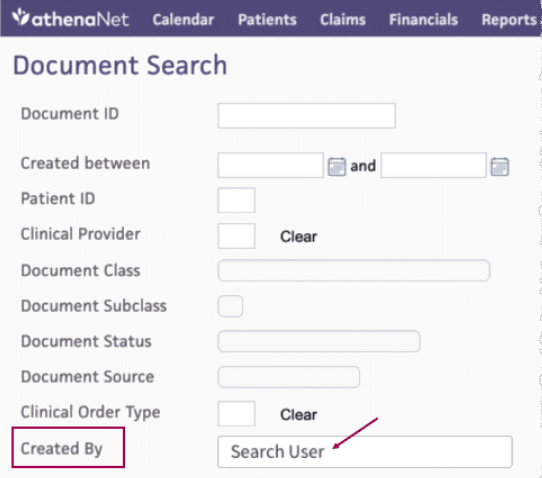 athenaNet Calendar Patients Claims Financials Reports
Document Search
Document ID
Created between and
Patient ID
Clinical Provider Clear
Document Class
Document Subclass
Document Status
Document Source
Clinical Order Type Clear
Created By Search User